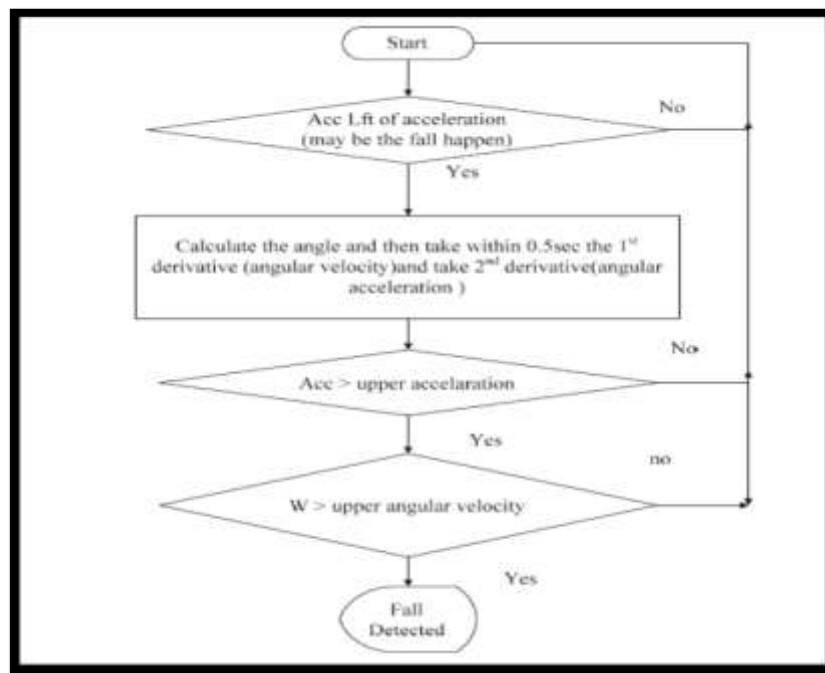 Start
No
Acc Lft of acceleration
(may be the fall happen)
Yes
Calculate the angle and then take within 0.5sec the 1st
derivative (angular velocity)and take 2nd derivative(angular
acceleration )
No
Acc > upper accelaration
Yes
no
W > upper angular velocity
Yes
Fall
Detected